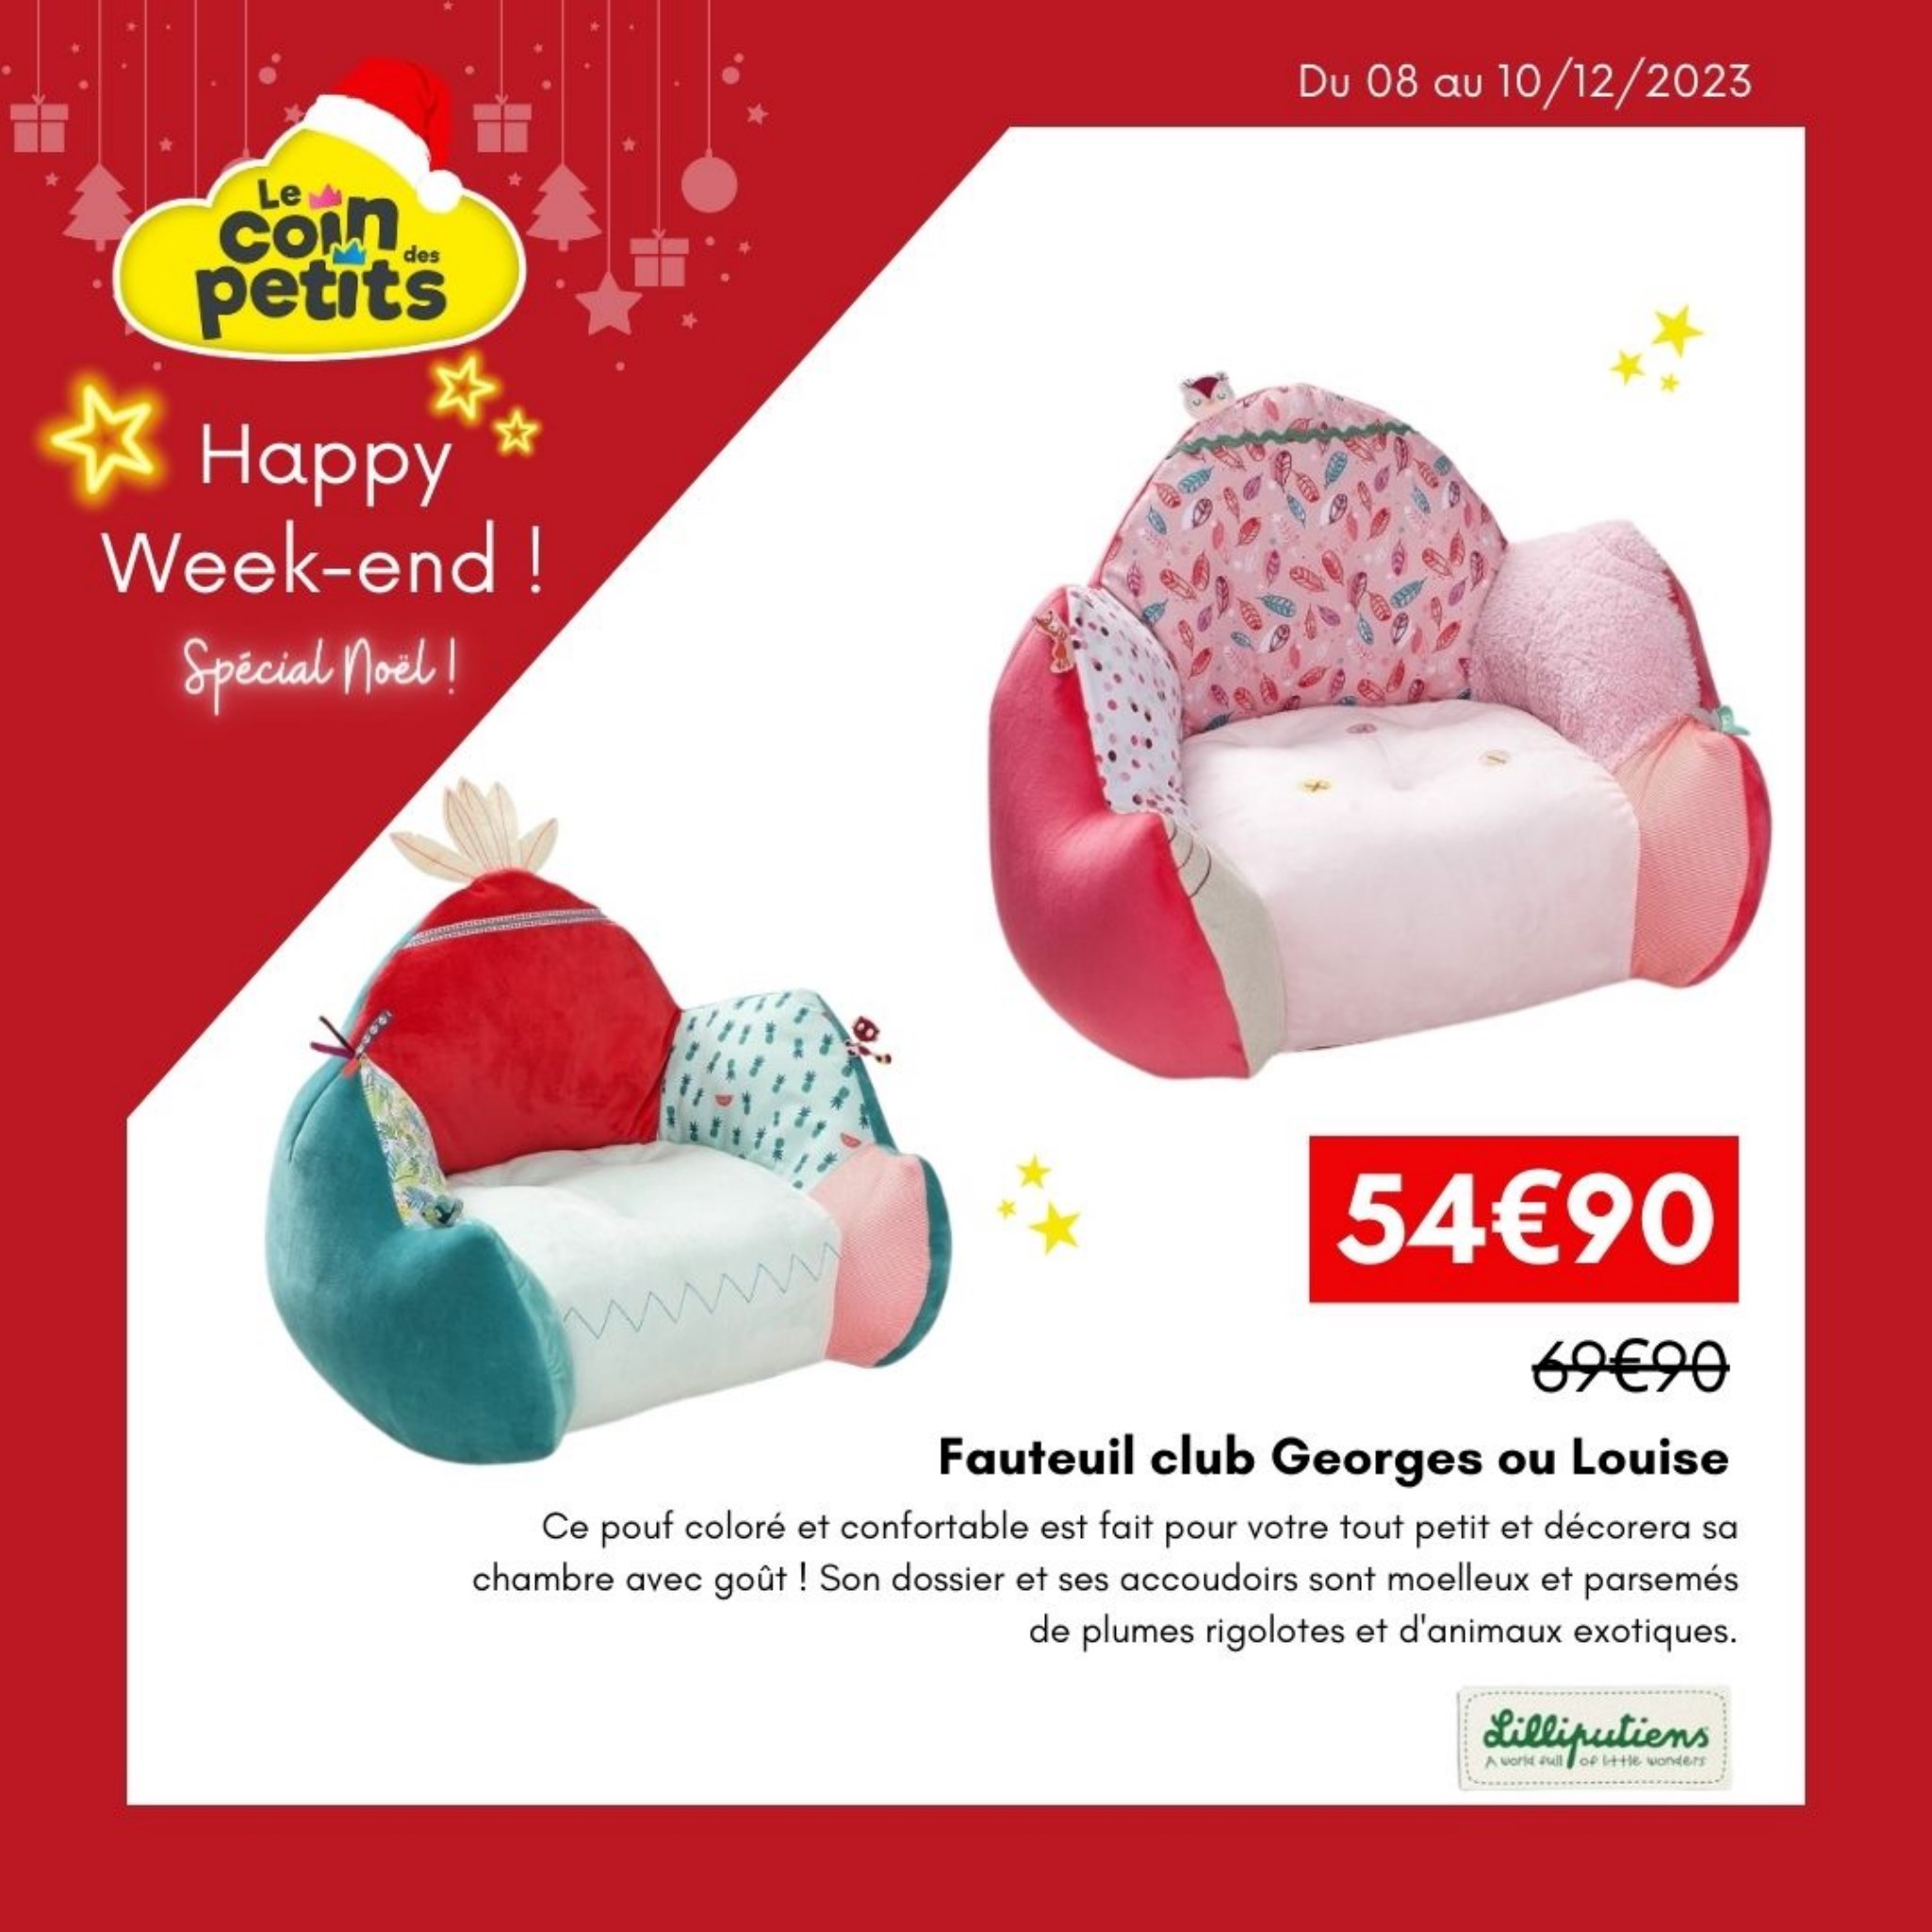 Du 08 au 10/12/2023
Le
coin
des
petits
Happy
Week-end !
Spécial Noël !
54€90
69€90
Fauteuil club Georges ou Louise
Ce pouf coloré et confortable est fait pour votre tout petit et décorera sa
chambre avec goût ! Son dossier et ses accoudoirs sont moelleux et parsemés
de plumes rigolotes et d'animaux exotiques.
Lilliputiens
A world full of little wonders